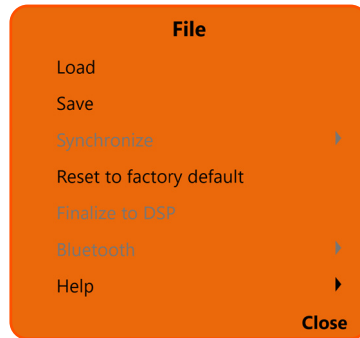 File
Load
Save
Synchronize
Reset to factory default
Finalize to DSP
Bluetooth
Help
Close